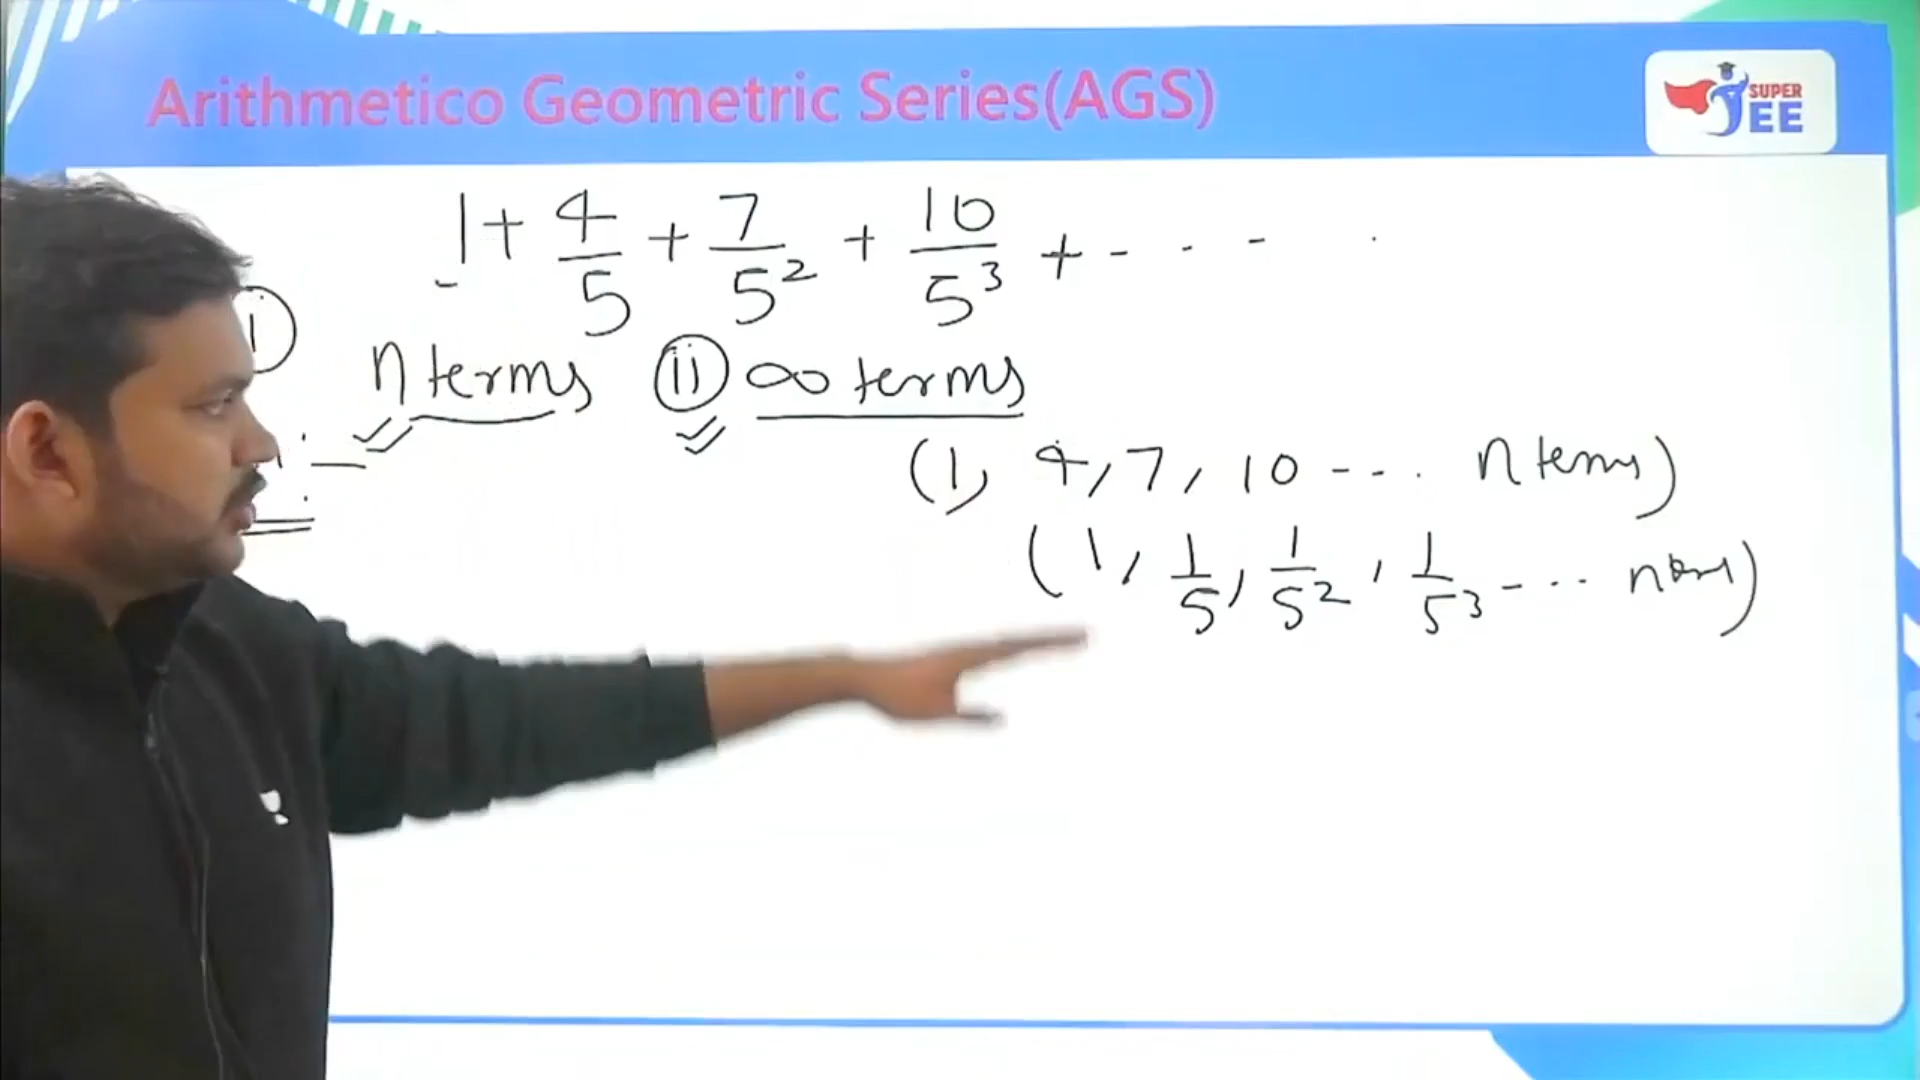 Arithmetico Geometric Series(AGS)
SUPER
JEE
1 + 4/5 + 7/5² + 10/5³ + - - - .
(i) n terms (ii) ∞ terms
(1, 4, 7, 10 - - - . n terms)
(1, 1/5, 1/5², 1/5³ - - - - n terms)